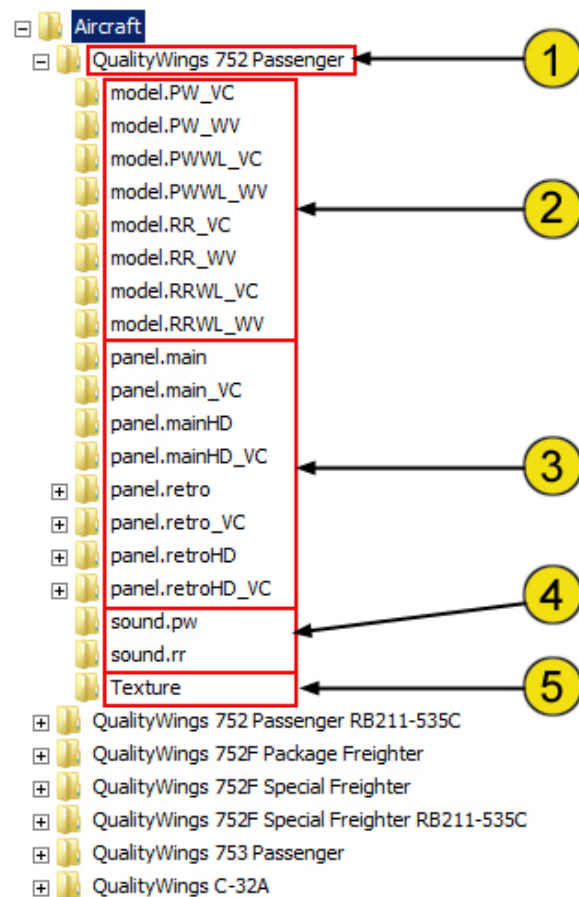 Aircraft
QualityWings 752 Passenger 1
model.PW_VC
model.PW_WV
model.PWWL_VC
model.PWWL_WV
2
model.RR_VC
model.RR_WV
model.RRWL_VC
model.RRWL_WV
panel.main
panel.main_VC
panel.mainHD
panel.mainHD_VC
3
panel.retro
panel.retro_VC
panel.retroHD
panel.retroHD_VC
4
sound.pw
sound.rr
Texture 5
QualityWings 752 Passenger RB211-535C
QualityWings 752F Package Freighter
QualityWings 752F Special Freighter
QualityWings 752F Special Freighter RB211-535C
QualityWings 753 Passenger
QualityWings C-32A